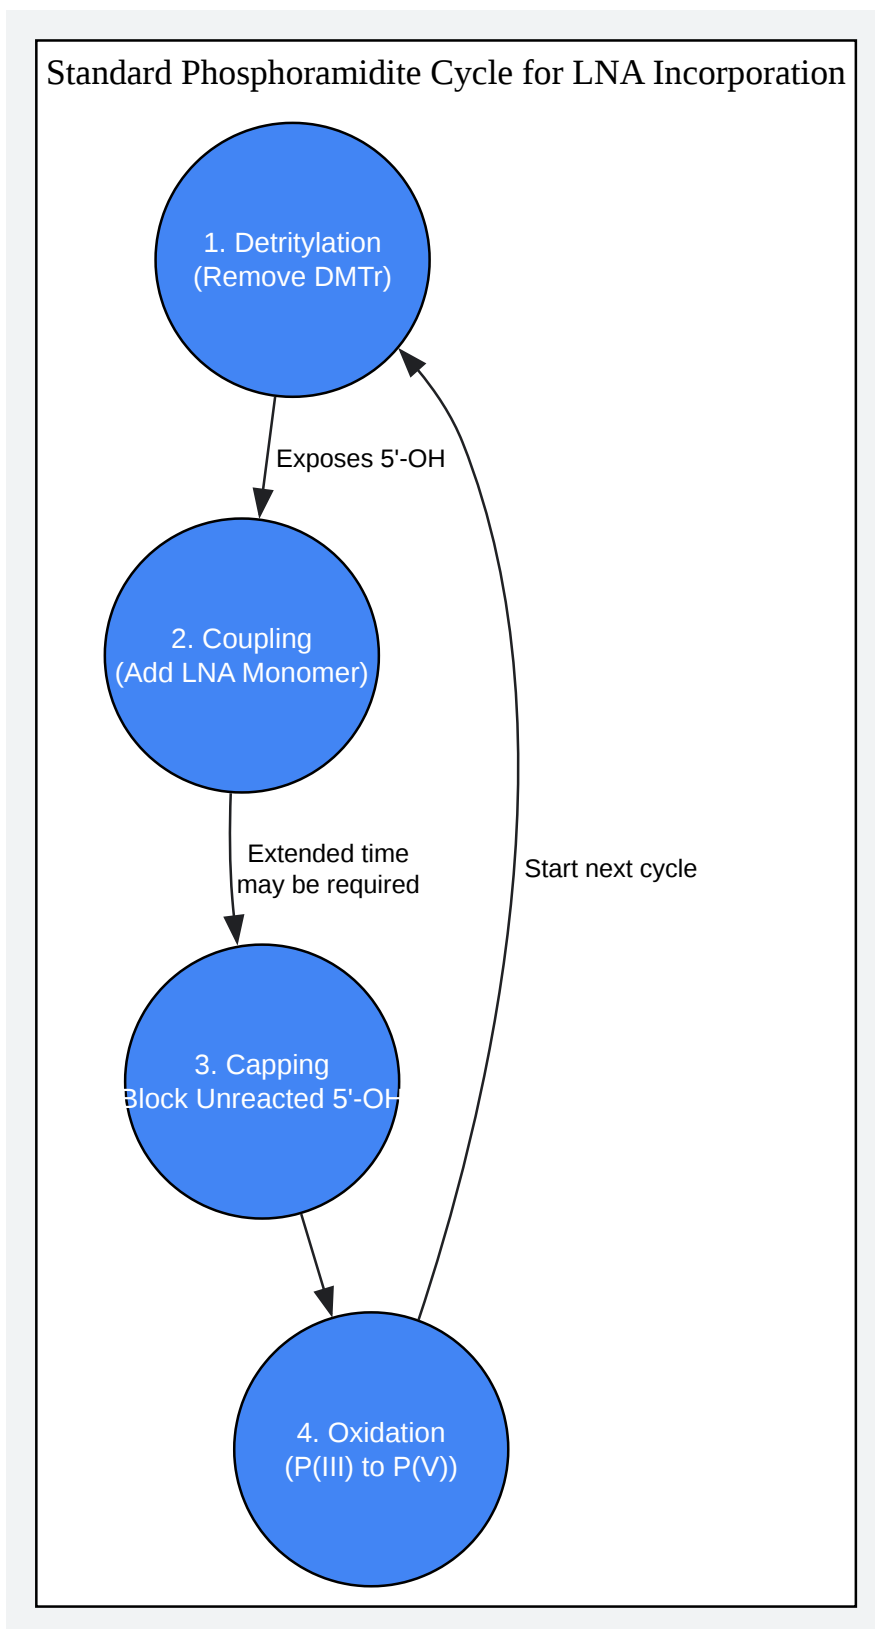 Standard Phosphoramidite Cycle for LNA Incorporation
1. Detritylation
(Remove DMTr)
Exposes 5'-OH
2. Coupling
(Add LNA Monomer)
Extended time
may be required
Start next cycle
3. Capping
Block Unreacted 5'-OH
4. Oxidation
(P(III) to P(V))